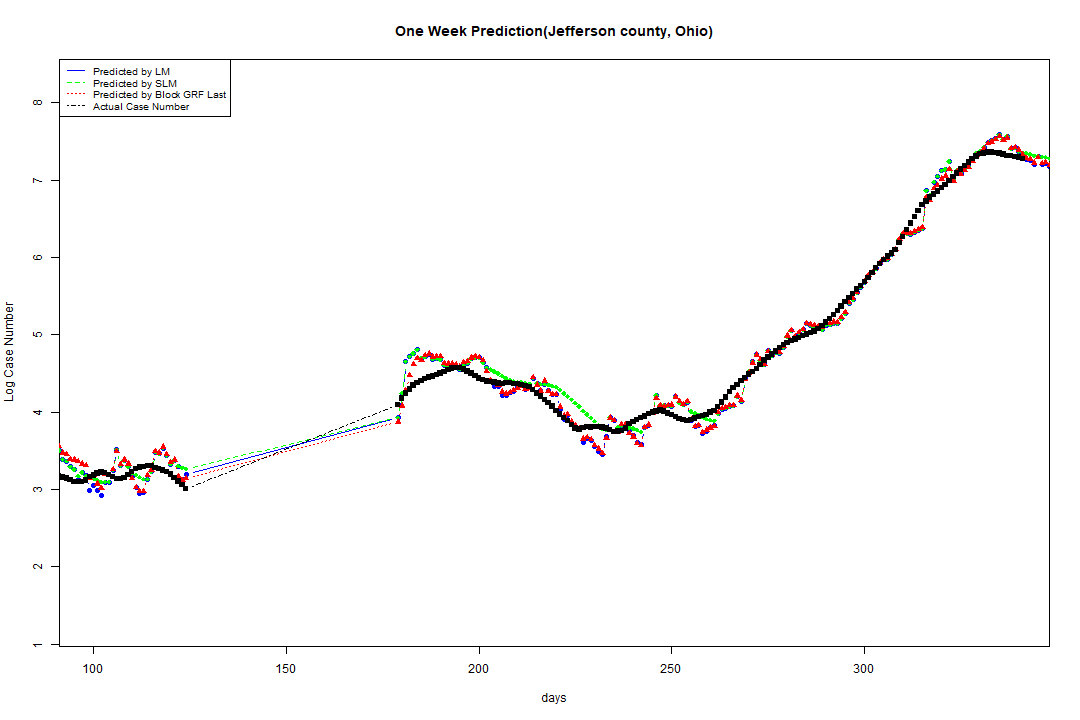 One Week Prediction(Jefferson county, Ohio)
Predicted by LM
Predicted by SLM
Predicted by Block GRF Last
Actual Case Number
8
7
6
5
4
3
2
1
Log Case Number
100 150 200 250 300
days